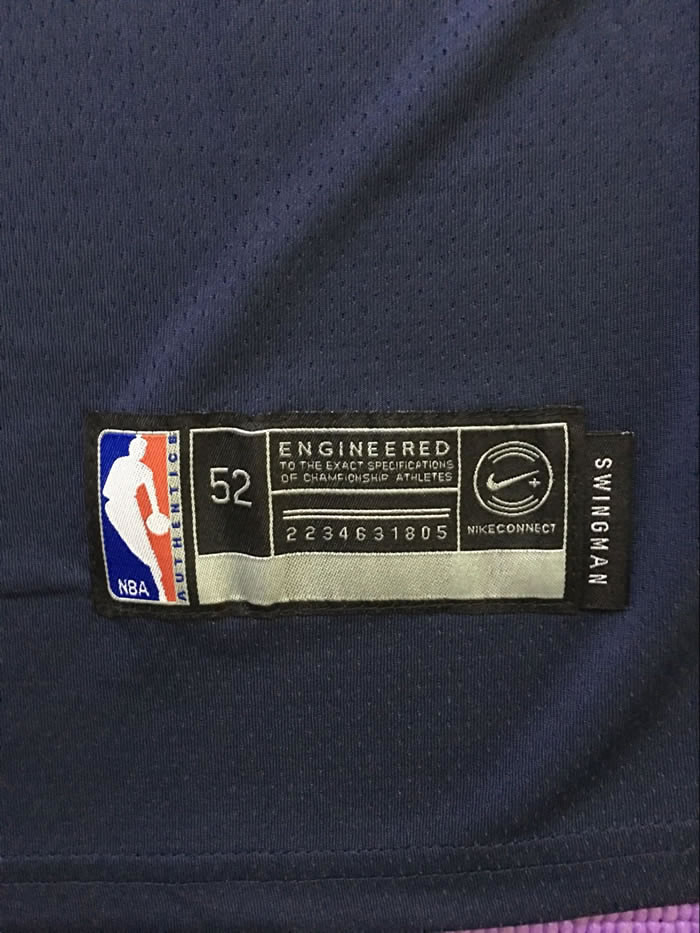 NBA
AUTHENTICS
52
ENGINEERED
TO THE EXACT SPECIFICATIONS
OF CHAMPIONSHIP ATHLETES
2234631805
NIKECONNECT
SWINGMAN